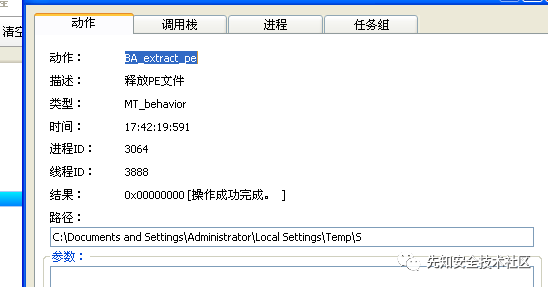 动作 调用栈 进程 任务组
清空
动作： BA_extract_pe
描述： 释放PE文件
类型： MT_behavior
时间： 17:42:19:591
进程ID： 3064
线程ID： 3888
结果： 0x00000000 [操作成功完成。 ]
路径：
C:\Documents and Settings\Administrator\Local Settings\Temp\S
参数：
先知安全技术社区